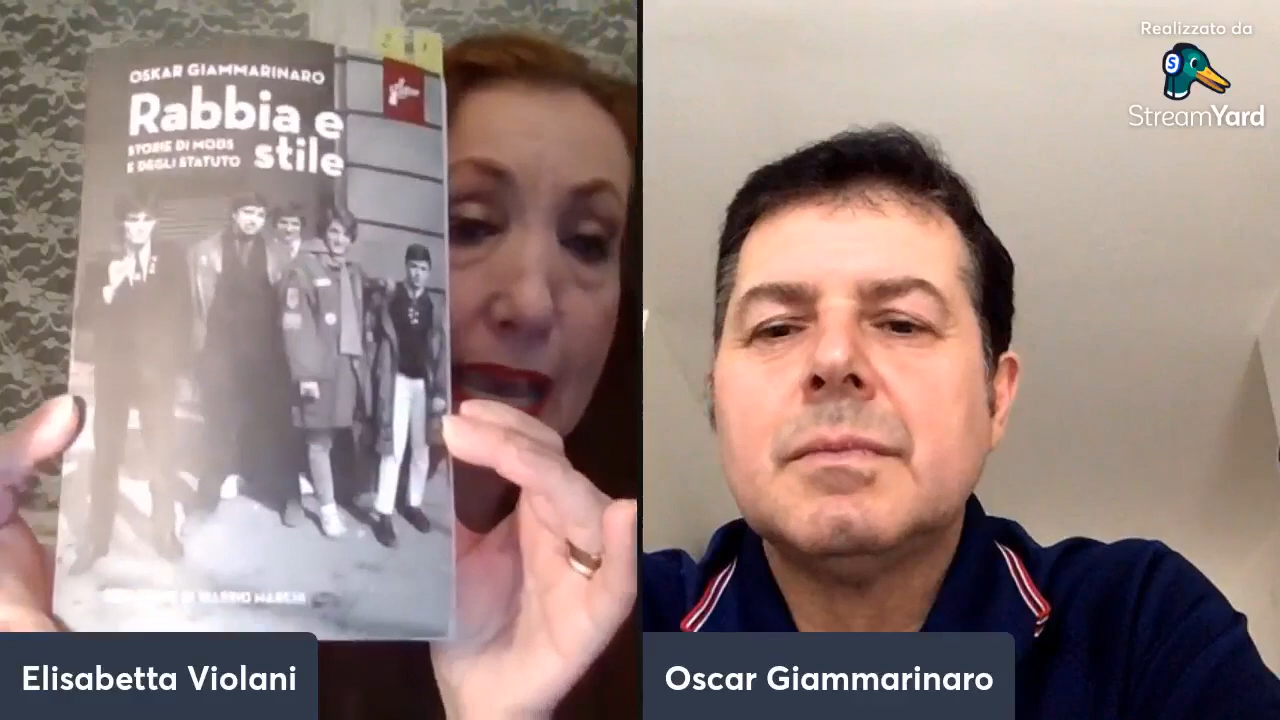 OSKAR GIAMMARINARO
Rabbia e
stile
STORIE DI MODS
E DEGLI STATUTO
Realizzato da
S
StreamYard
Elisabetta Violani
Oscar Giammarinaro